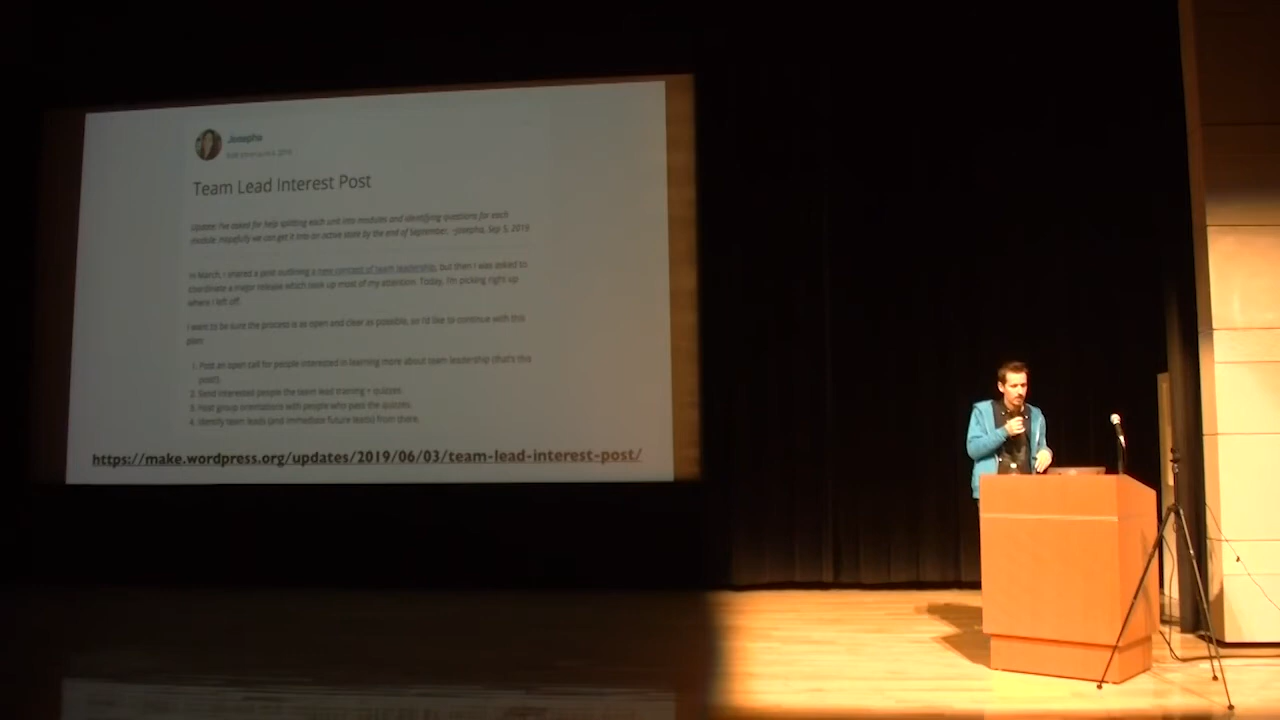 Josepha
Team Lead Interest Post
Update: I've asked for help splitting each unit into modules and identifying questions for each
module. Hopefully we can get it into an active state by the end of September. -Josepha, Sep 5, 2019
In March, I shared a post outlining a new concept of team leadership, but then I was asked to
coordinate a major release which took up most of my attention. Today, I'm picking right up
where I left off.
I want to be sure the process is as open and clear as possible, so I'd like to continue with this
plan:
1. Post an open call for people interested in learning more about team leadership (that's this
post!).
2. Send interested people the team lead training + quizzes.
3. Host group orientations with people who pass the quizzes.
4. Identify team leads (and immediate future leads) from there.
https://make.wordpress.org/updates/2019/06/03/team-lead-interest-post/